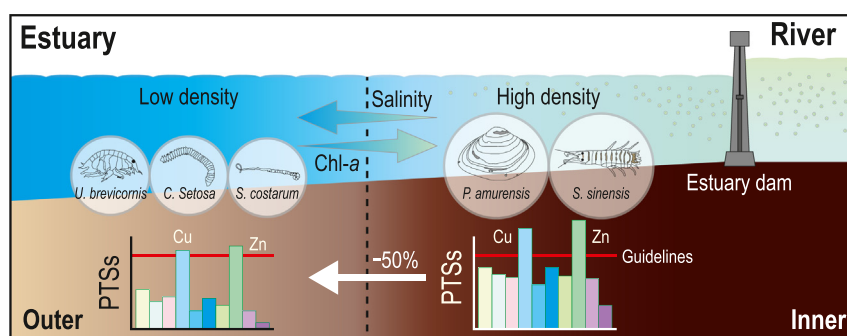 Estuary
River
Low density
Salinity
High density
Chl-a
U. brevicornis
C. Setosa
S. costarum
P. amurensis
S. sinensis
Estuary dam
PTSs
Cu
Zn
-50%
PTSs
Cu
Zn
Guidelines
Outer
Inner